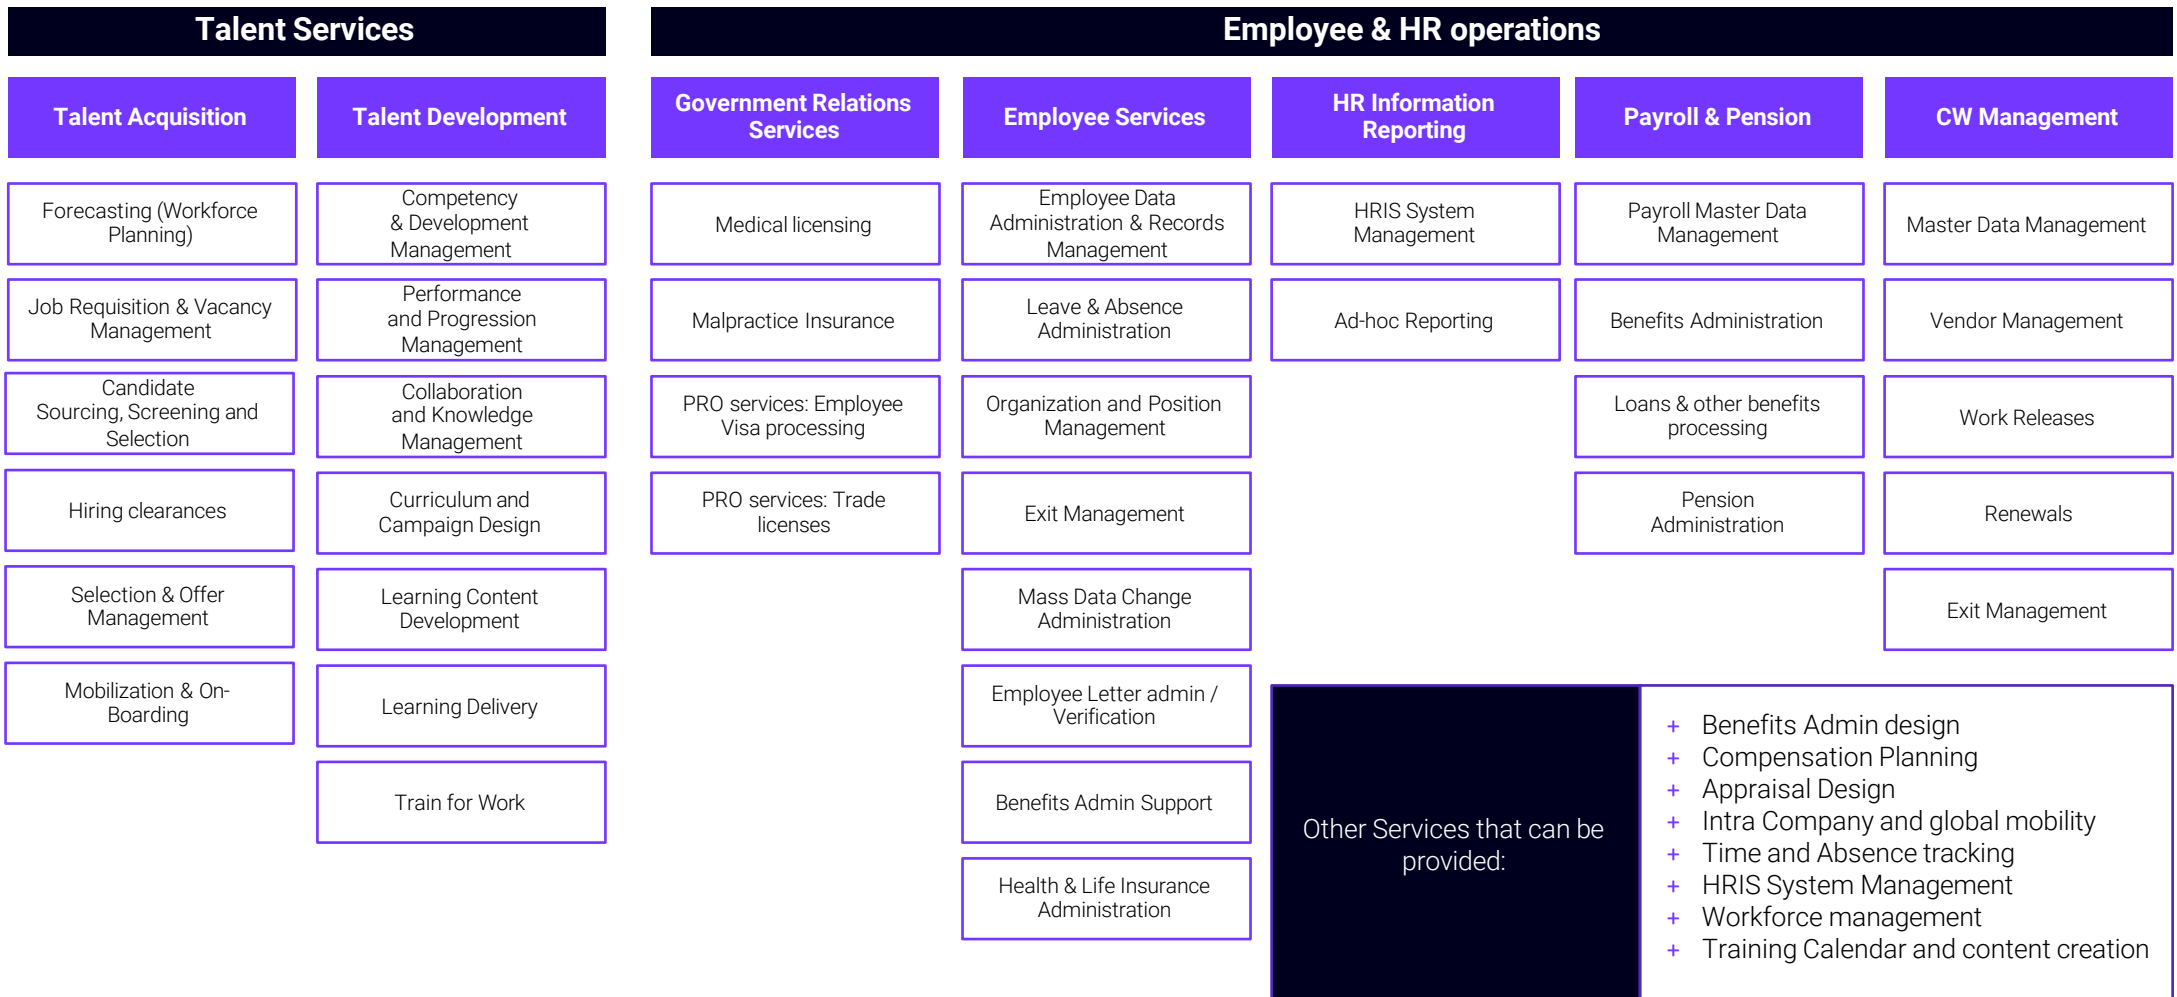 Talent Services
Employee & HR operations
Talent Acquisition
Talent Development
Government Relations
Services
Employee Services
HR Information
Reporting
Payroll & Pension
CW Management
Forecasting (Workforce
Planning)
Job Requisition & Vacancy
Management
Candidate
Sourcing, Screening and
Selection
Hiring clearances
Selection & Offer
Management
Mobilization & On-
Boarding
Competency
& Development
Management
Performance
and Progression
Management
Collaboration
and Knowledge
Management
Curriculum and
Campaign Design
Learning Content
Development
Learning Delivery
Train for Work
Medical licensing
Malpractice Insurance
PRO services: Employee
Visa processing
PRO services: Trade
licenses
Employee Data
Administration & Records
Management
Leave & Absence
Administration
Organization and Position
Management
Exit Management
Mass Data Change
Administration
Employee Letter admin /
Verification
Benefits Admin Support
Health & Life Insurance
Administration
HRIS System
Management
Ad-hoc Reporting
Payroll Master Data
Management
Benefits Administration
Loans & other benefits
processing
Pension
Administration
Master Data Management
Vendor Management
Work Releases
Renewals
Exit Management
Other Services that can be
provided:
+ Benefits Admin design
+ Compensation Planning
+ Appraisal Design
+ Intra Company and global mobility
+ Time and Absence tracking
+ HRIS System Management
+ Workforce management
+ Training Calendar and content creation